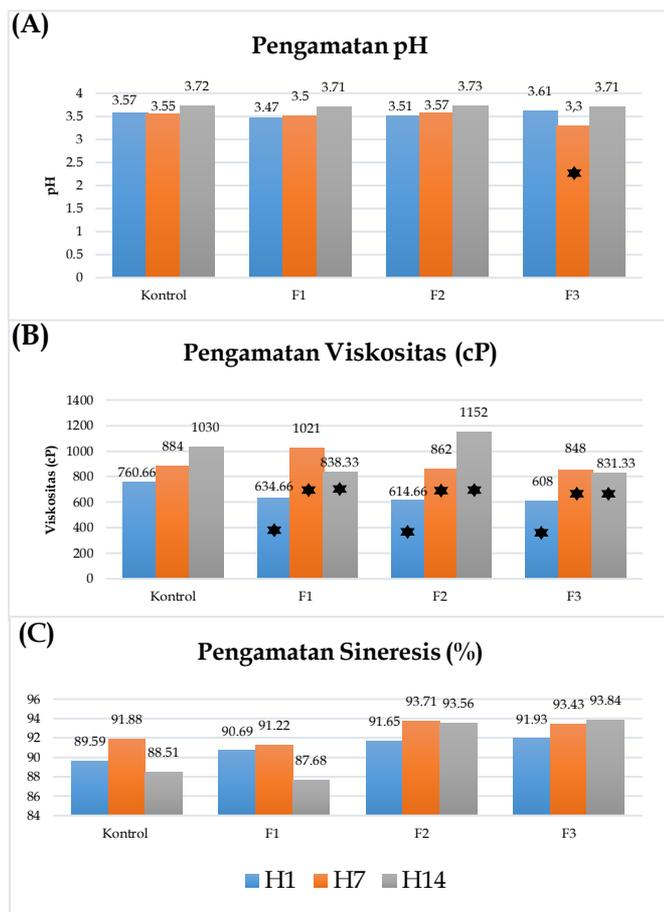 (A)
Pengamatan pH
pH
4
3.5
3
2.5
2
1.5
1
0.5
0
3.57 3.55 3.72
3.47 3.5 3.71
3.51 3.57 3.73
3.61 3,3 3.71
Kontrol F1 F2 F3
(B)
Pengamatan Viskositas (cP)
Viskositas (cP)
1400
1200
1000
800
600
400
200
0
760.66 884 1030
634.66 1021 838.33
614.66 862 1152
608 848 831.33
Kontrol F1 F2 F3
(C)
Pengamatan Sineresis (%)
96
94
92
90
88
86
84
89.59 91.88 88.51
90.69 91.22 87.68
91.65 93.71 93.56
91.93 93.43 93.84
Kontrol F1 F2 F3
H1 H7 H14